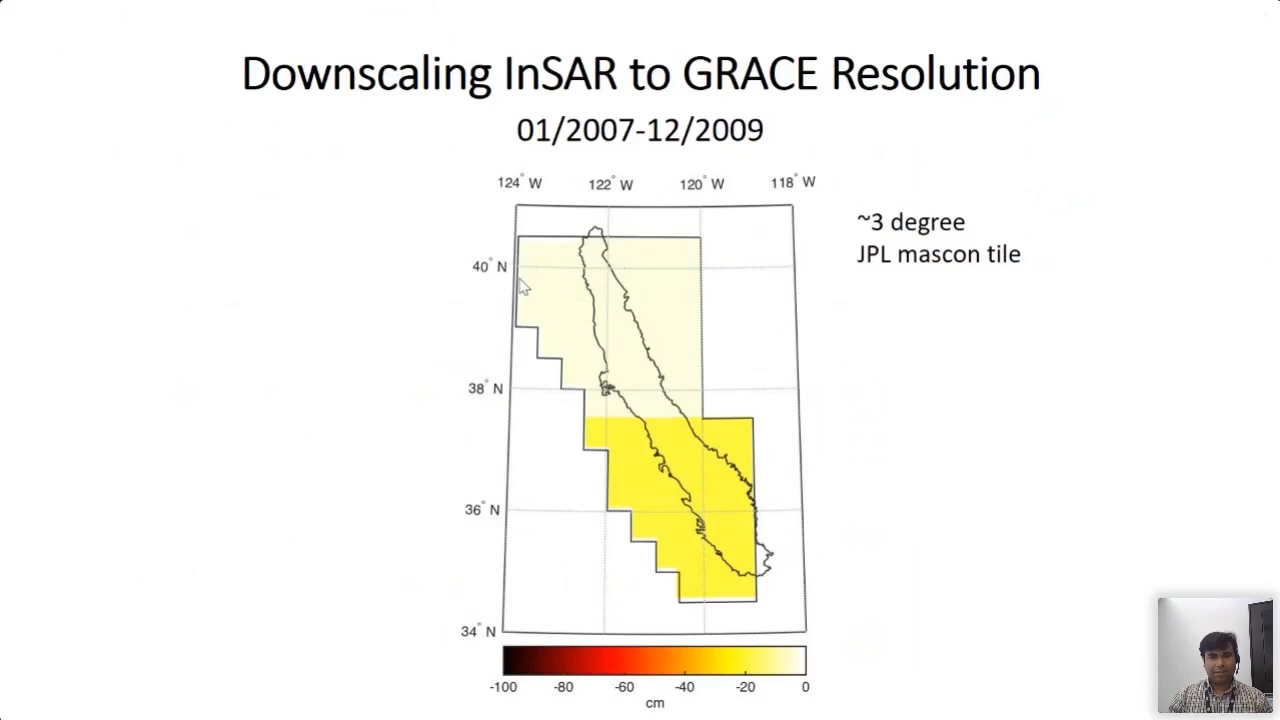 Downscaling InSAR to GRACE Resolution
01/2007-12/2009
124° W 122° W 120° W 118° W
~3 degree
JPL mascon tile
40° N
38° N
36° N
34° N
-100 -80 -60 -40 -20 0
cm